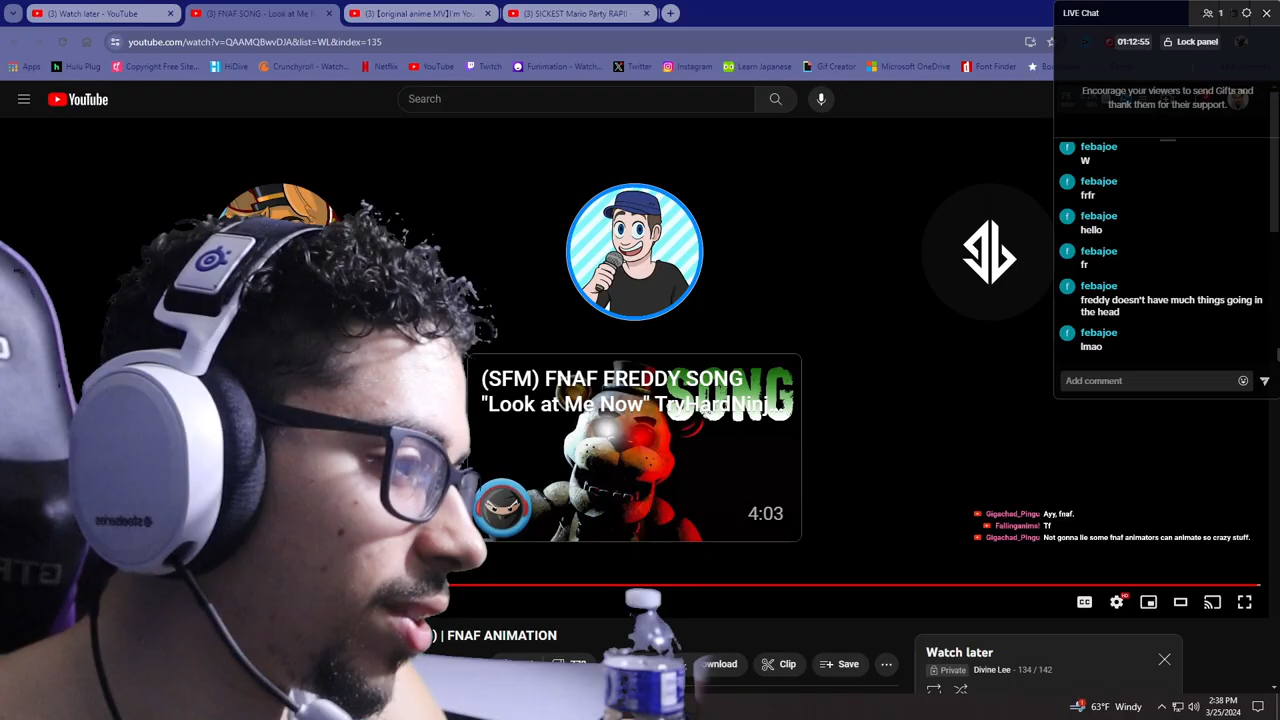 (3) Watch later - YouTube
(3) FNAF SONG - Look at Me N
(3) 【original anime MV】I'm You
(3) SICKEST Mario Party RAP!!
LIVE Chat
1
youtube.com/watch?v=QAAMQBwvDJA&list=WL&index=135
01:12:55
Lock panel
Apps
Hulu Plug
Copyright Free Site...
HiDive
Crunchyroll - Watch...
Netflix
YouTube
Twitch
Funimation - Watch...
Twitter
Instagram
Learn Japanese
Gif Creator
Microsoft OneDrive
Font Finder
YouTube
Search
Encourage your viewers to send Gifts and
thank them for their support.
febajoe
W
febajoe
frfr
febajoe
hello
febajoe
fr
febajoe
freddy doesn't have much things going in
the head
febajoe
lmao
Add comment
(SFM) FNAF FREDDY SONG
"Look at Me Now" TryHardNinj...
SONG
4:03
Gigachad_Pingu Ayy, fnaf.
Fallinganims! Tf
Gigachad_Pingu Not gonna lie some fnaf animators can animate so crazy stuff.
CC
HD
) | FNAF ANIMATION
Clip
Save
Watch later
Private Divine Lee - 134 / 142
steelseries
63°F Windy
2:38 PM
3/25/2024